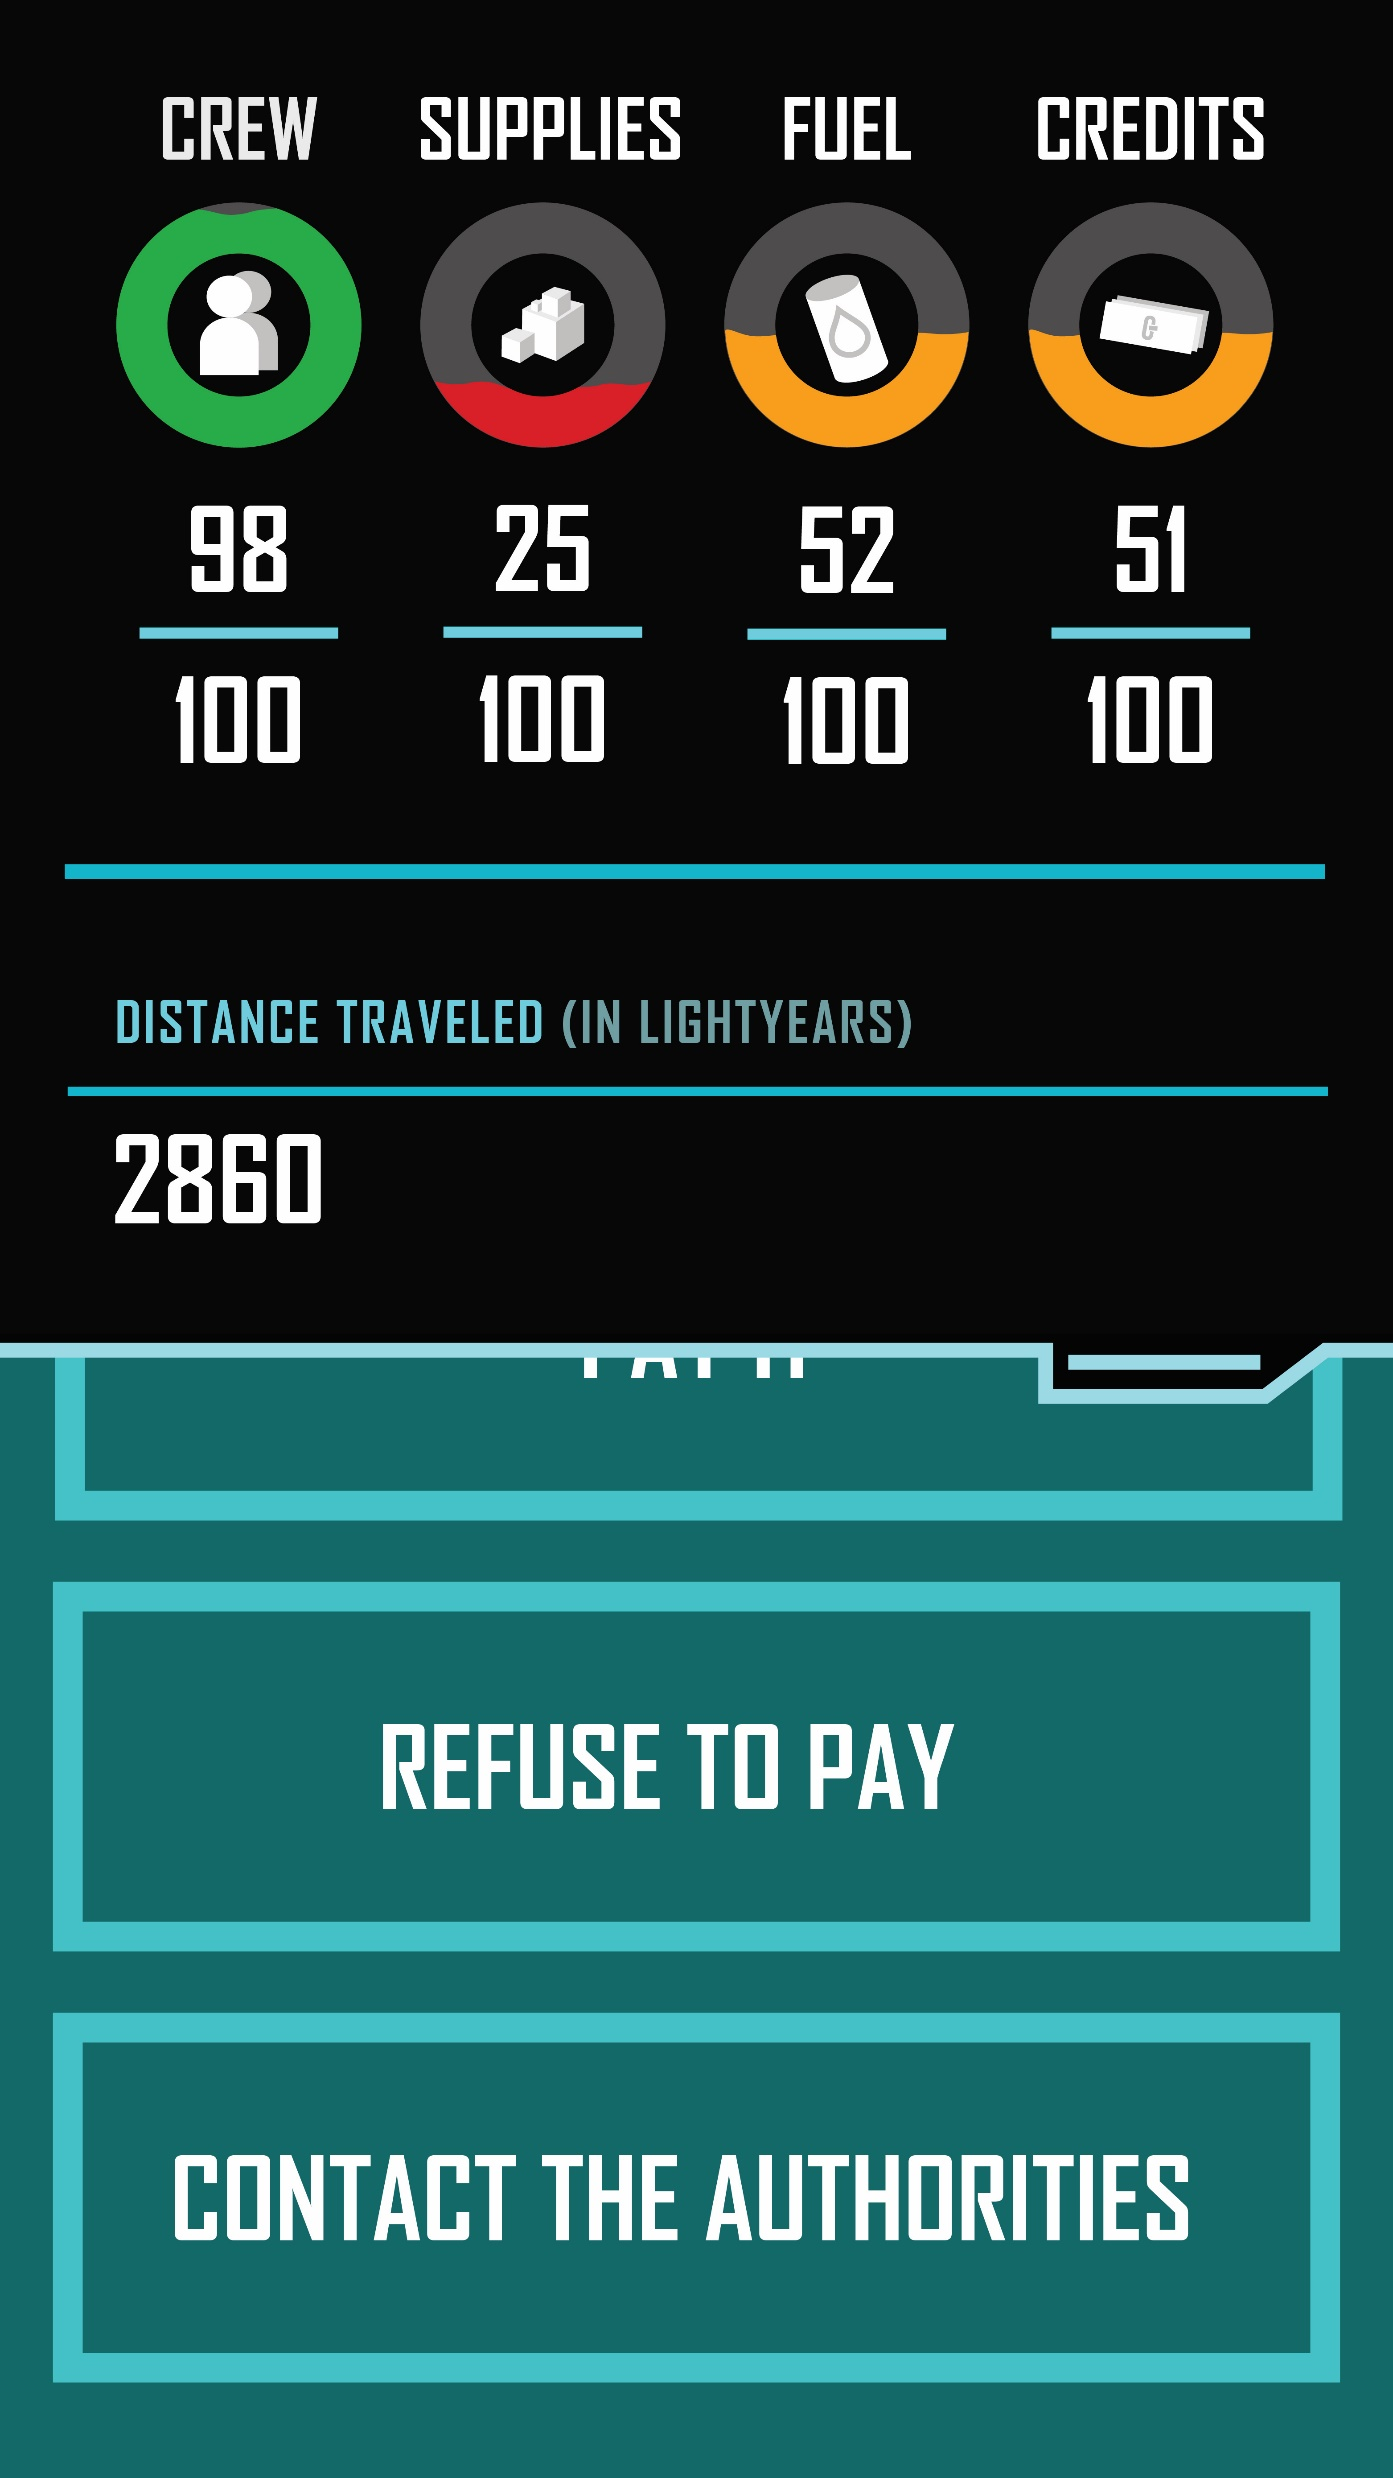 CREW SUPPLIES FUEL CREDITS
98 25 52 51
100 100 100 100
DISTANCE TRAVELED (IN LIGHTYEARS)
2860
REFUSE TO PAY
CONTACT THE AUTHORITIES